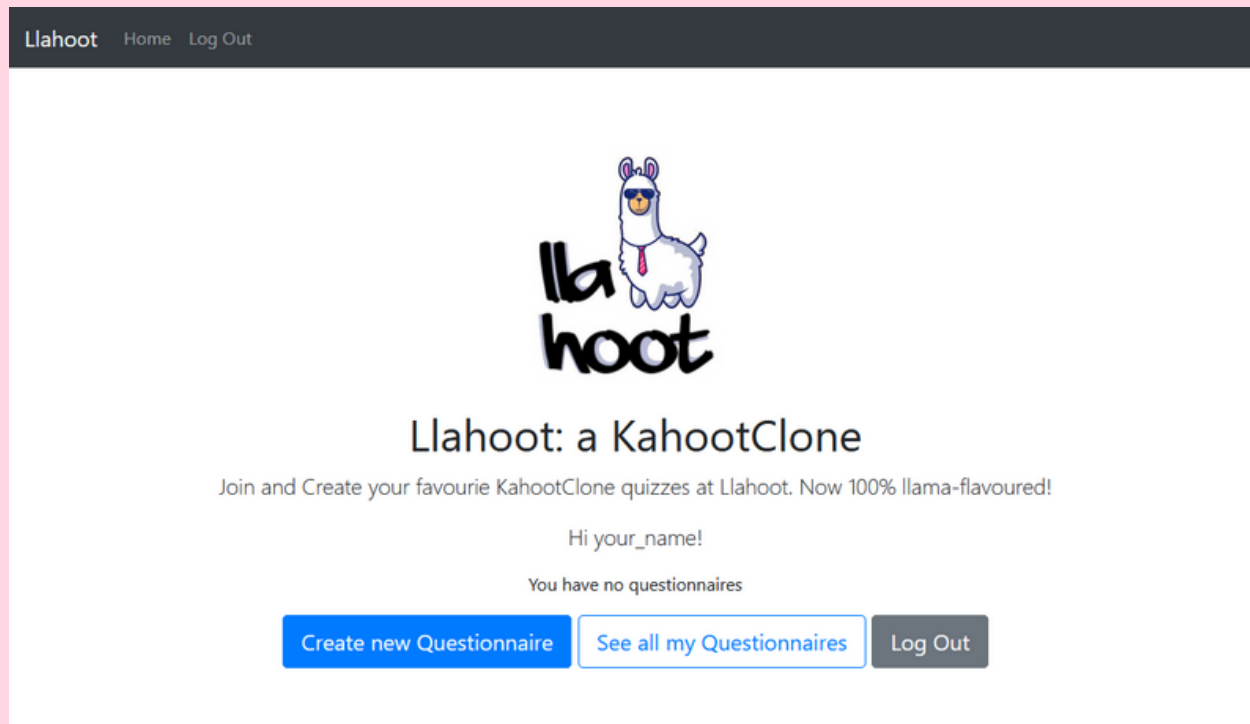 Llahoot Home Log Out
lla
hoot
Llahoot: a KahootClone
Join and Create your favourie KahootClone quizzes at Llahoot. Now 100% llama-flavoured!
Hi your_name!
You have no questionnaires
Create new Questionnaire See all my Questionnaires Log Out